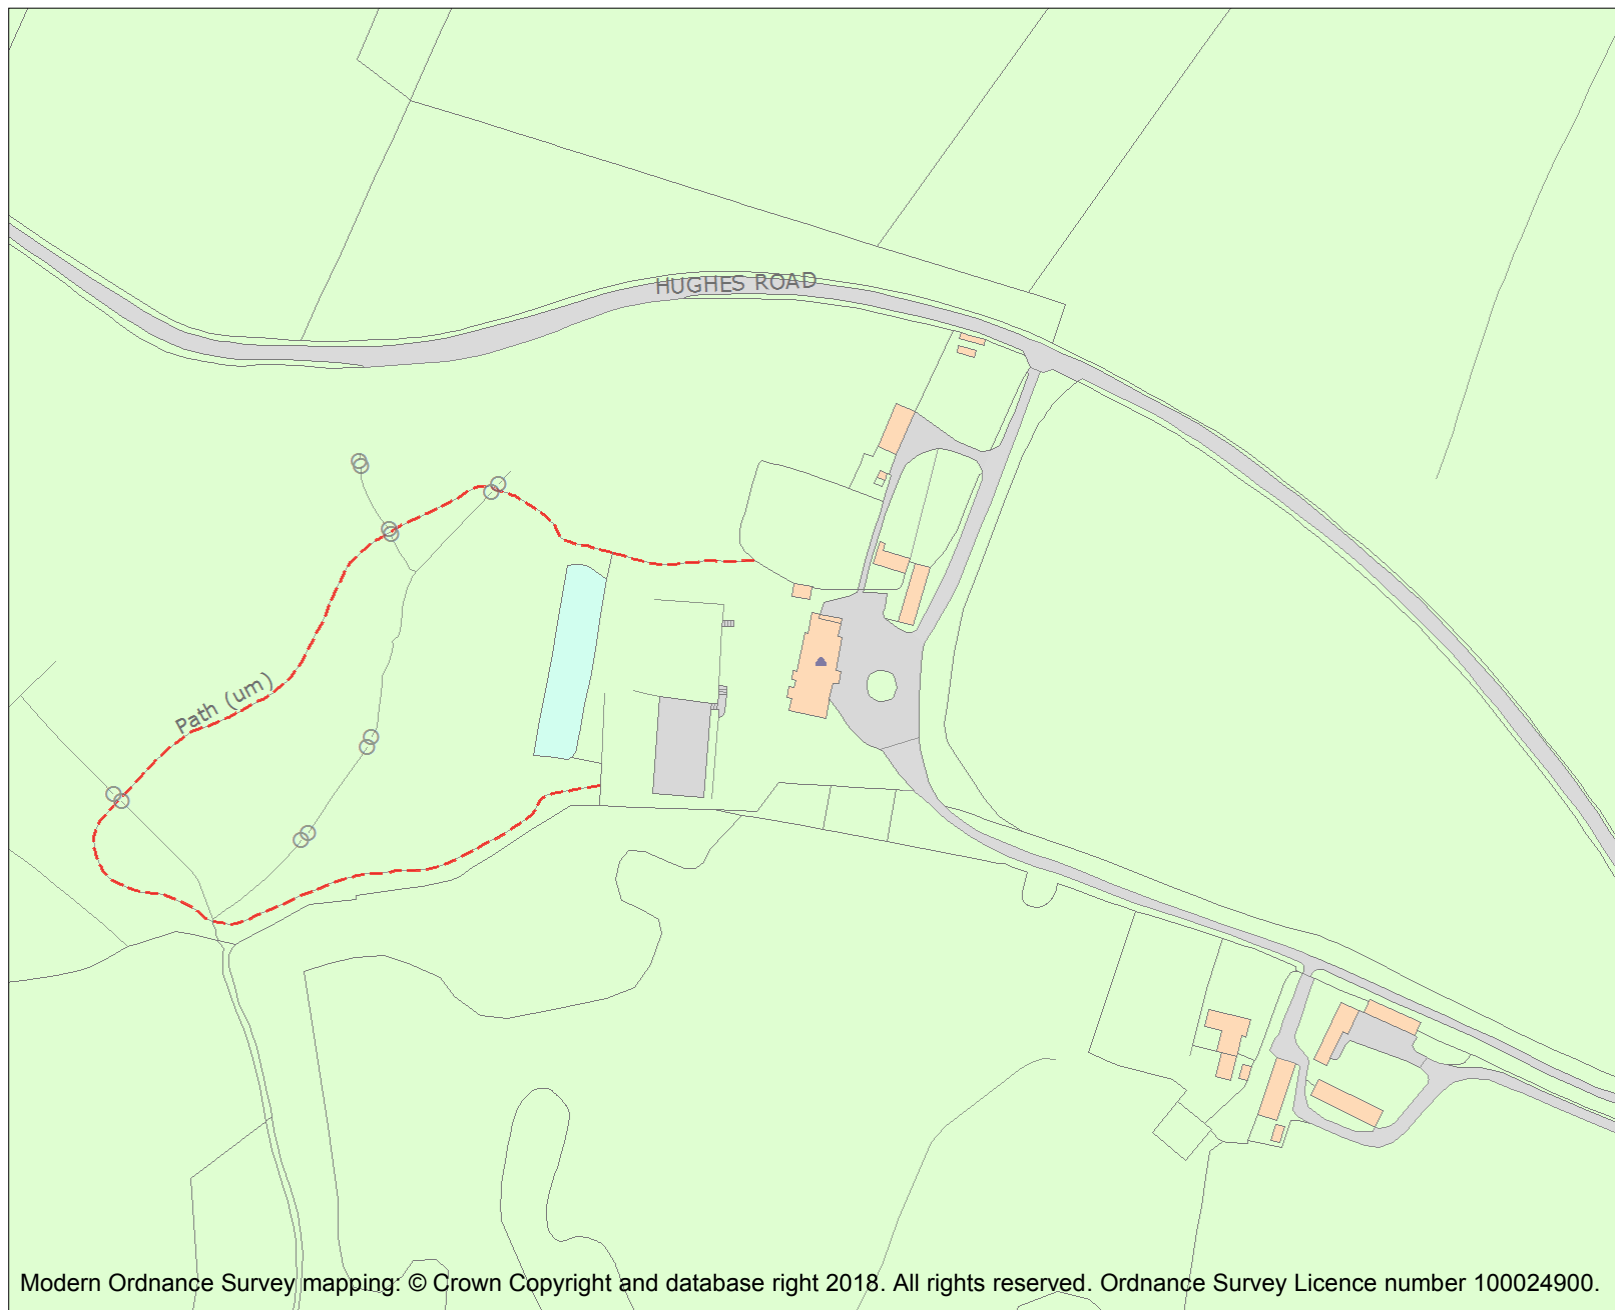 HUGHES ROAD
Path (um)
Modern Ordnance Survey mapping: © Crown Copyright and database right 2018. All rights reserved. Ordnance Survey Licence number 100024900.